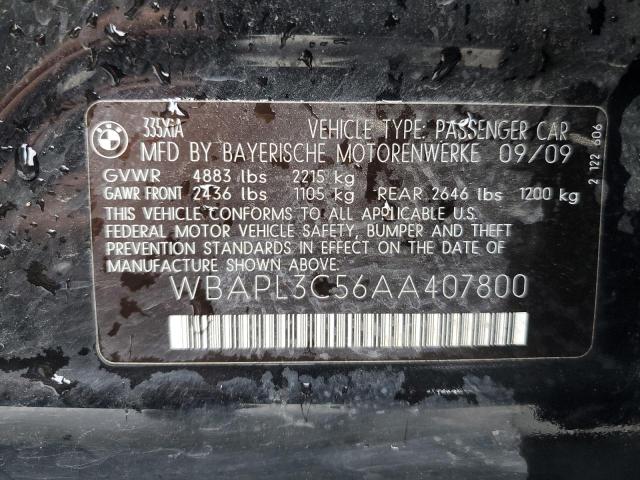 BMW
335XiA VEHICLE TYPE: PASSENGER CAR
MFD BY BAYERISCHE MOTORENWERKE 09/09
GVWR 4883 lbs 2215 kg
GAWR FRONT 2436 lbs 1105 kg REAR 2646 lbs 1200 kg
THIS VEHICLE CONFORMS TO ALL APPLICABLE U.S.
FEDERAL MOTOR VEHICLE SAFETY, BUMPER AND THEFT
PREVENTION STANDARDS IN EFFECT ON THE DATE OF
MANUFACTURE SHOWN ABOVE.
WBAPL3C56AA407800
2 122 606